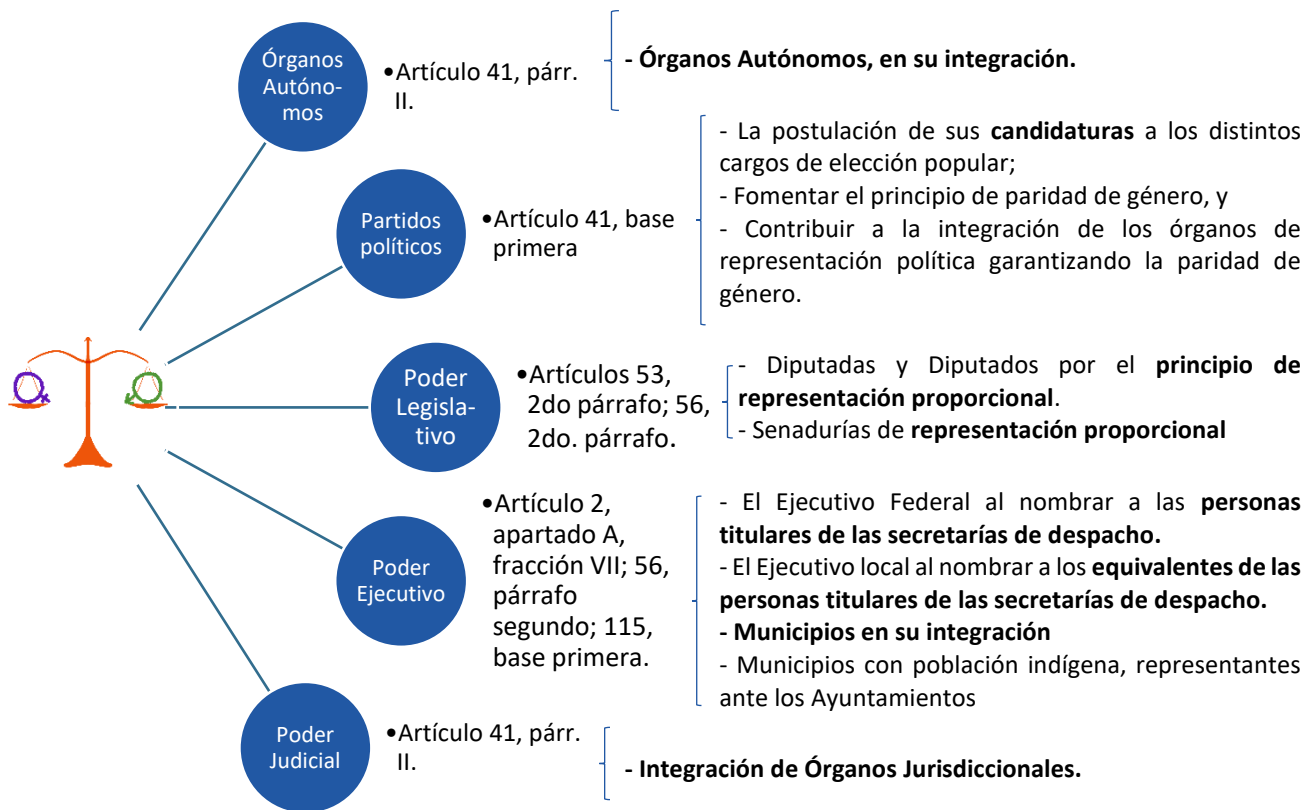 Órganos
Autóno-
mos
•Artículo 41, párr.
II.
- Órganos Autónomos, en su integración.
Partidos
políticos
•Artículo 41, base
primera
- La postulación de sus candidaturas a los distintos
cargos de elección popular;
- Fomentar el principio de paridad de género, y
- Contribuir a la integración de los órganos de
representación política garantizando la paridad de
género.
Poder
Legisla-
tivo
•Artículos 53,
2do párrafo; 56,
2do. párrafo.
- Diputadas y Diputados por el principio de
representación proporcional.
- Senadurías de representación proporcional
Poder
Ejecutivo
•Artículo 2,
apartado A,
fracción VII; 56,
párrafo
segundo; 115,
base primera.
- El Ejecutivo Federal al nombrar a las personas
titulares de las secretarías de despacho.
- El Ejecutivo local al nombrar a los equivalentes de las
personas titulares de las secretarías de despacho.
- Municipios en su integración
- Municipios con población indígena, representantes
ante los Ayuntamientos
Poder
Judicial
•Artículo 41, párr.
II.
- Integración de Órganos Jurisdiccionales.